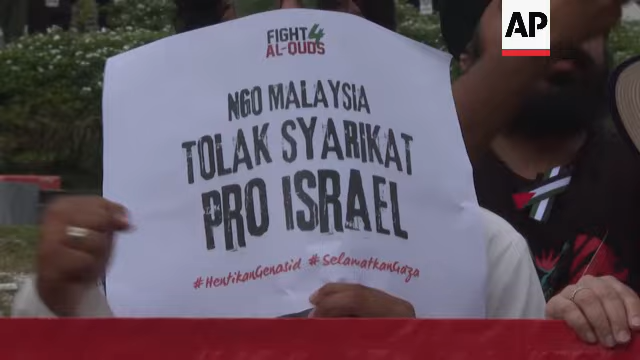 AP
FIGHT 4
AL-QUDS
NGO MALAYSIA
TOLAK SYARIKAT
PRO ISRAEL
#HentikanGenosid #SelamatkanGaza